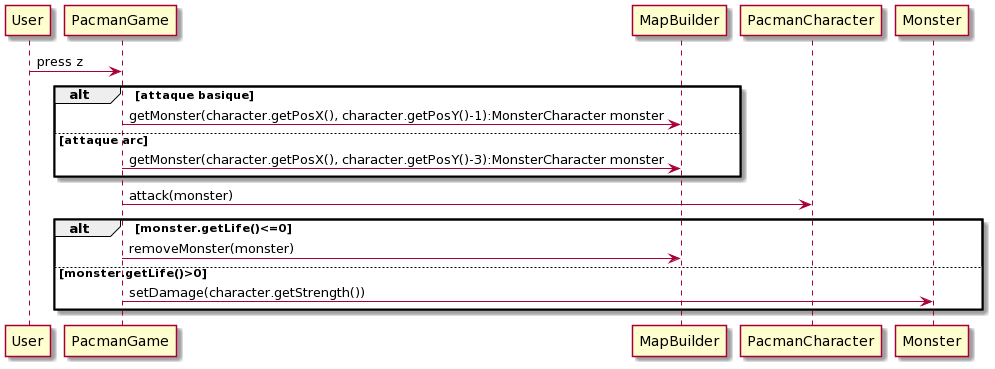 User PacmanGame MapBuilder PacmanCharacter Monster
press z
alt [attaque basique]
getMonster(character.getPosX(), character.getPosY()-1):MonsterCharacter monster
[attaque arc]
getMonster(character.getPosX(), character.getPosY()-3):MonsterCharacter monster
attack(monster)
alt [monster.getLife()<=0]
removeMonster(monster)
[monster.getLife()>0]
setDamage(character.getStrength())
User PacmanGame MapBuilder PacmanCharacter Monster